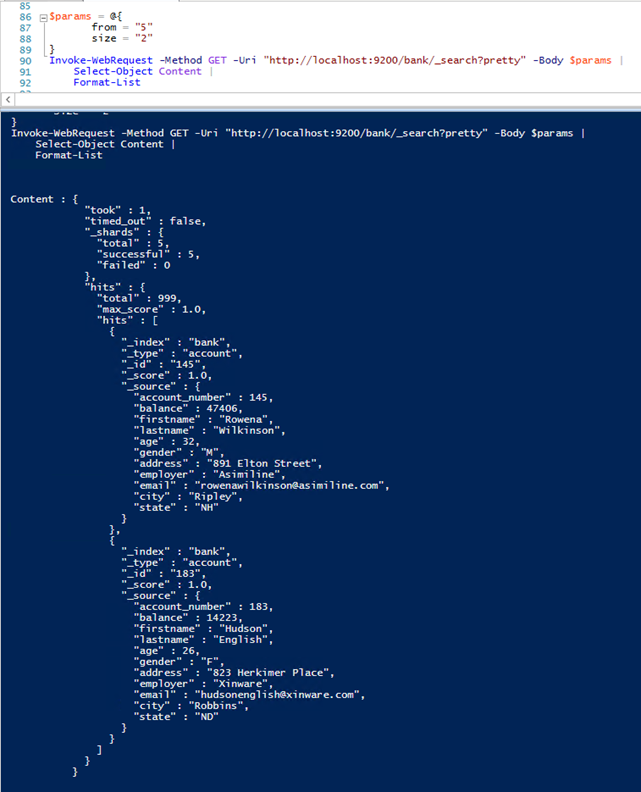 85
86 $params = @{
87 from = "5"
88 size = "2"
89 }
90 Invoke-WebRequest -Method GET -Uri "http://localhost:9200/bank/_search?pretty" -Body $params |
91 Select-Object Content |
92 Format-List
}
Invoke-WebRequest -Method GET -Uri "http://localhost:9200/bank/_search?pretty" -Body $params |
Select-Object Content |
Format-List
Content : {
"took" : 1,
"timed_out" : false,
"_shards" : {
"total" : 5,
"successful" : 5,
"failed" : 0
},
"hits" : {
"total" : 999,
"max_score" : 1.0,
"hits" : [
{
"_index" : "bank",
"_type" : "account",
"_id" : "145",
"_score" : 1.0,
"_source" : {
"account_number" : 145,
"balance" : 47406,
"firstname" : "Rowena",
"lastname" : "Wilkinson",
"age" : 32,
"gender" : "M",
"address" : "891 Elton Street",
"employer" : "Asimiline",
"email" : "rowenawilkinson@asimiline.com",
"city" : "Ripley",
"state" : "NH"
}
},
{
"_index" : "bank",
"_type" : "account",
"_id" : "183",
"_score" : 1.0,
"_source" : {
"account_number" : 183,
"balance" : 14223,
"firstname" : "Hudson",
"lastname" : "English",
"age" : 26,
"gender" : "F",
"address" : "823 Herkimer Place",
"employer" : "Xinware",
"email" : "hudsonenglish@xinware.com",
"city" : "Robbins",
"state" : "ND"
}
}
]
}
}